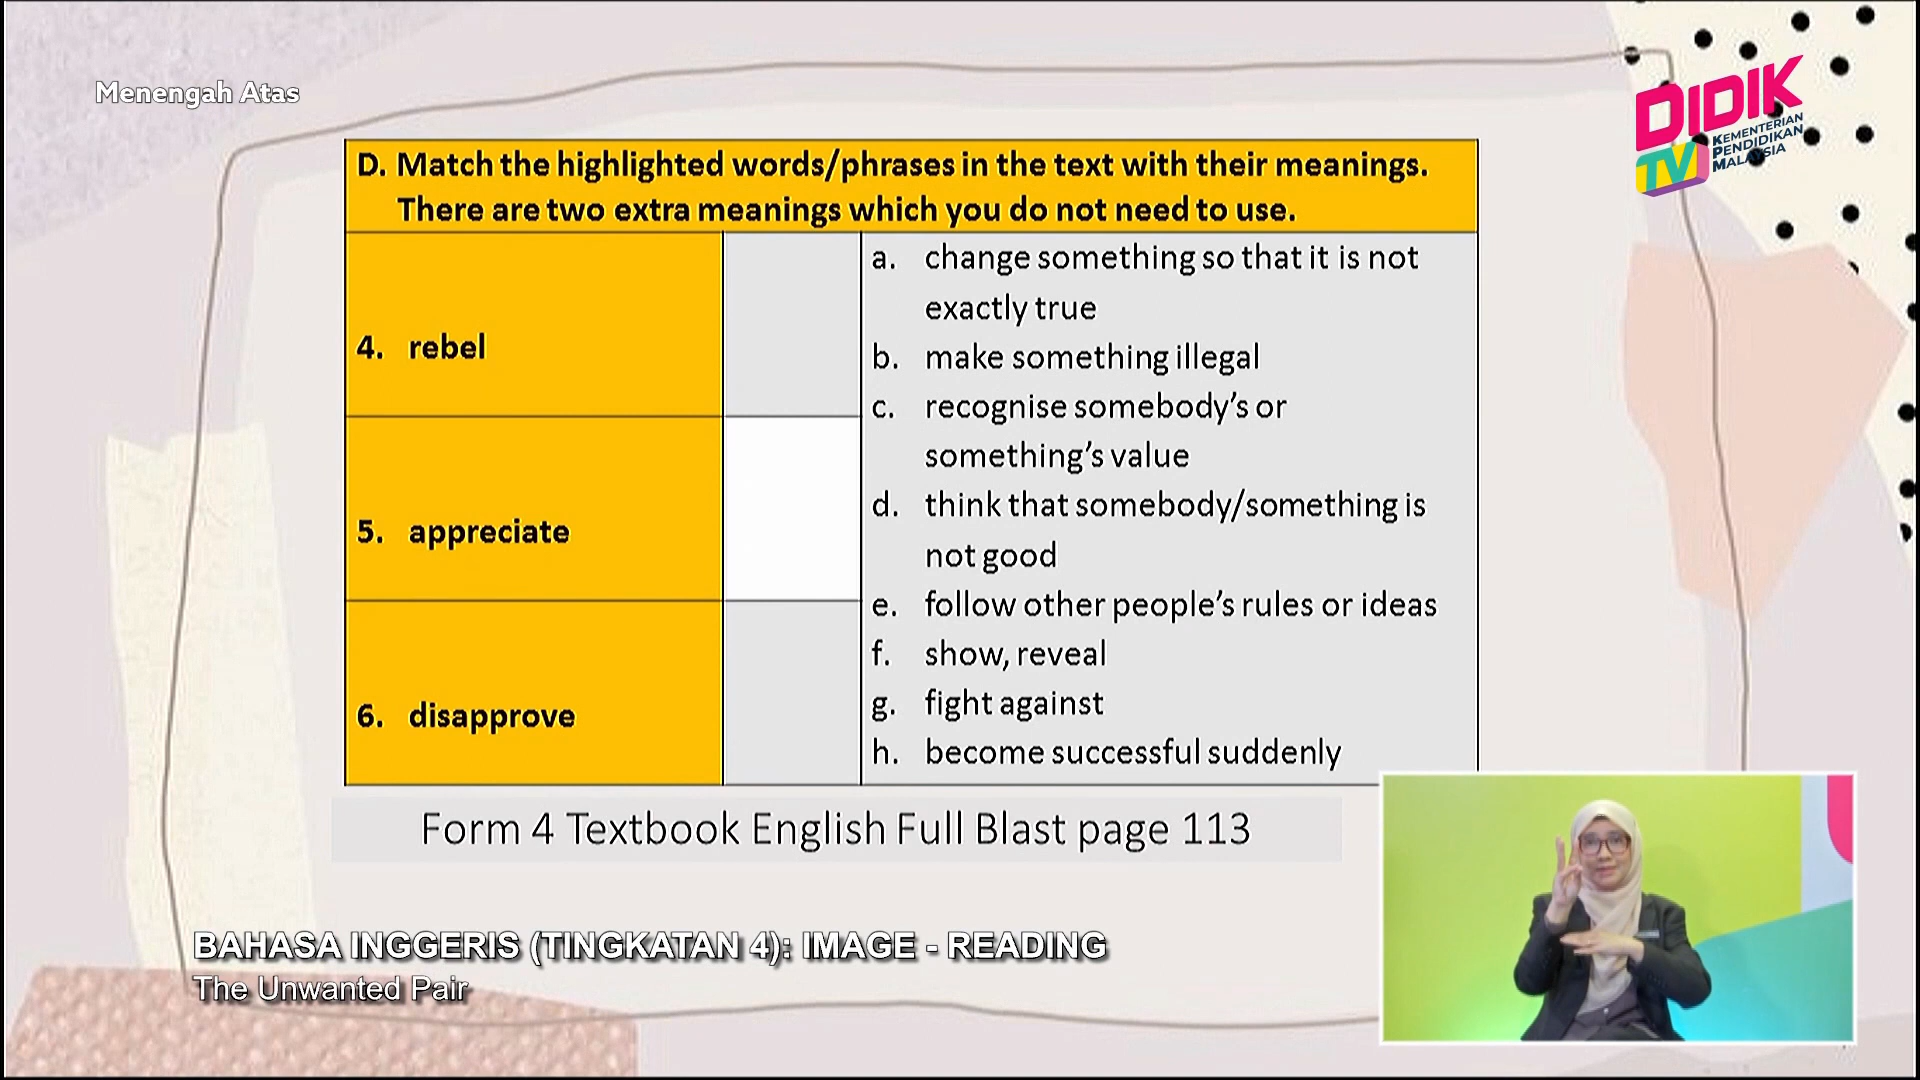 Menengah Atas
DIDIK
TV
KEMENTERIAN
PENDIDIKAN
MALAYSIA
D. Match the highlighted words/phrases in the text with their meanings.
There are two extra meanings which you do not need to use.
4. rebel
5. appreciate
6. disapprove
a. change something so that it is not
exactly true
b. make something illegal
c. recognise somebody’s or
something’s value
d. think that somebody/something is
not good
e. follow other people’s rules or ideas
f. show, reveal
g. fight against
h. become successful suddenly
Form 4 Textbook English Full Blast page 113
BAHASA INGGERIS (TINGKATAN 4): IMAGE - READING
The Unwanted Pair